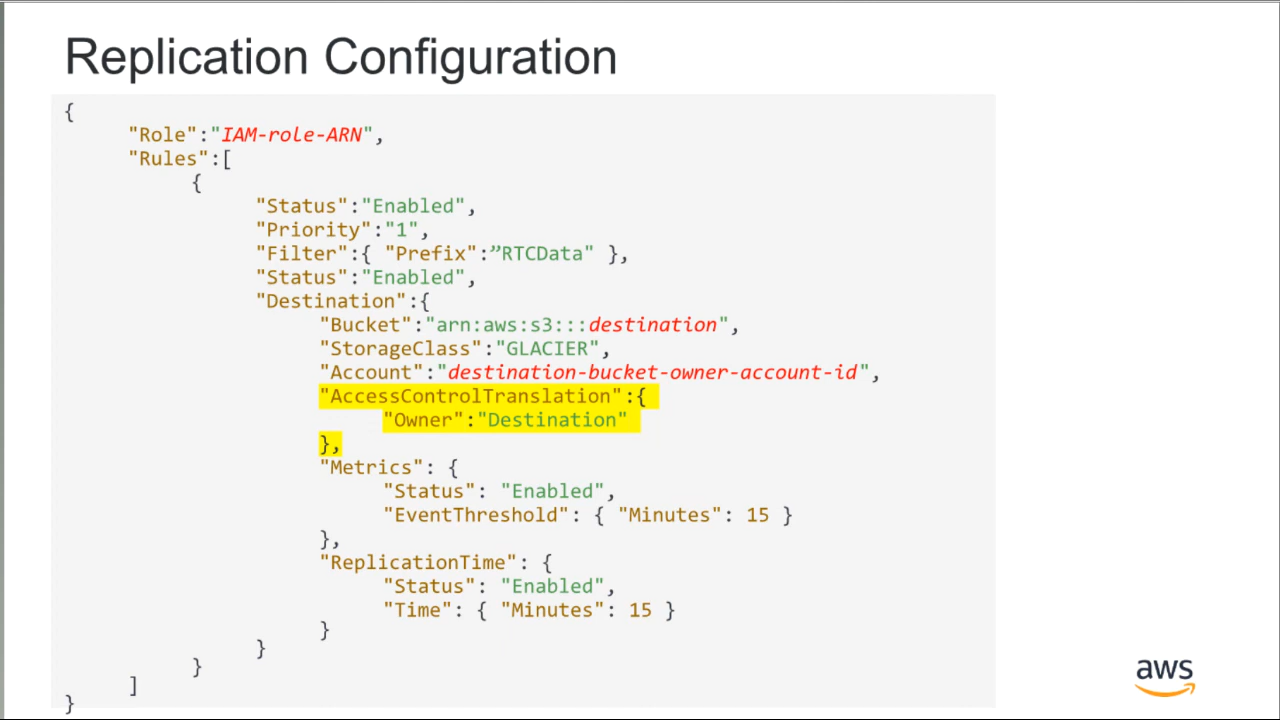 Replication Configuration
{
"Role":"IAM-role-ARN",
"Rules":[
{
"Status":"Enabled",
"Priority":"1",
"Filter":{ "Prefix":”RTCData" },
"Status":"Enabled",
"Destination":{
"Bucket":"arn:aws:s3:::destination",
"StorageClass":"GLACIER",
"Account":"destination-bucket-owner-account-id",
"AccessControlTranslation":{
"Owner":"Destination"
},
"Metrics": {
"Status": "Enabled",
"EventThreshold": { "Minutes": 15 }
},
"ReplicationTime": {
"Status": "Enabled",
"Time": { "Minutes": 15 }
}
}
}
]
}
aws